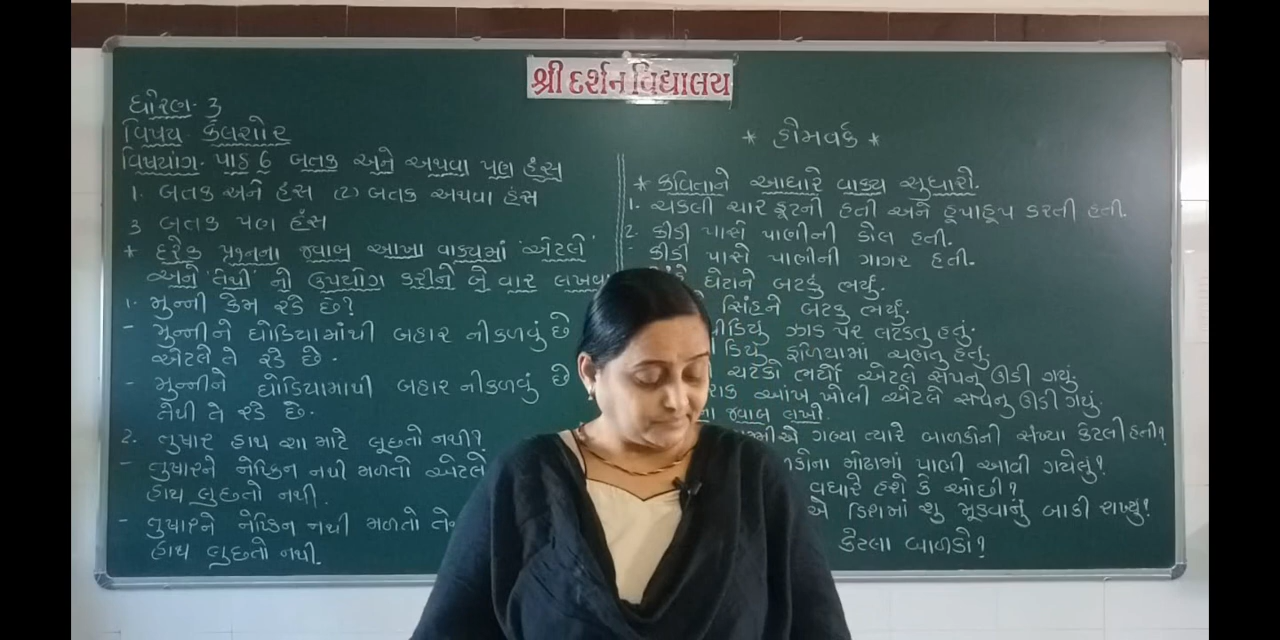 શ્રી દર્શન વિદ્યાલય
ધોરણ- 3
વિષય- કલશોર
વિષયાંગ- પાઠ 6 બતક અને અથવા પણ હંસ
1. બતક અને હંસ (2) બતક અથવા હંસ
3 બતક પણ હંસ
* દરેક પ્રશ્નના જવાબ આખા વાક્યમાં 'એટલે'
અને 'તેથી' નો ઉપયોગ કરીને બે વાર લખવા
1. મુન્ની કેમ રડે છે?
- મુન્નીને ઘોડિયામાંથી બહાર નીકળવું છે
એટલે તે રડે છે.
- મુન્નીને ઘોડિયામાથી બહાર નીકળવું છે
તેથી તે રડે છે.
2. તુષાર હાથ શા માટે લૂછતો નથી?
- તુષારને નેપ્કિન નથી મળતો એટલે
હાથ લુછતો નથી.
- તુષારને નેપ્કિન નથી મળતો
હાથ લુછતો નથી.
* હોમવર્ક *
* કવિતાને આધારે વાક્ય સુધારો.
1. ચકલી ચાર ફૂટની હતી અને હૂપાહૂપ કરતી હતી.
2. કીડી પાસે પાણીની ડોલ હતી.
- કીડી પાસે પાણીની ગાગર હતી.
ઘેટાને બટકું ભર્યું.
સિંહને બટકુ ભર્યું.
ઝાડ પર લટકતુ હતું.
ફળિયામાં ચણતુ હતું.
ચટકો ભર્યો એટલે સપનુ ઊડી ગયું
આંખ ખોલી એટલે સપનુ ઊડી ગયું.
જવાબ લખો.
ગણ્યા ત્યારે બાળકોની સંખ્યા કેટલી હતી?
મોઢામાં પાણી આવી ગયેલું?
વધારે હશે કે ઓછી?
ડિશમાં શુ મૂકવાનું બાકી રાખ્યું?
કેટલા બાળકો?